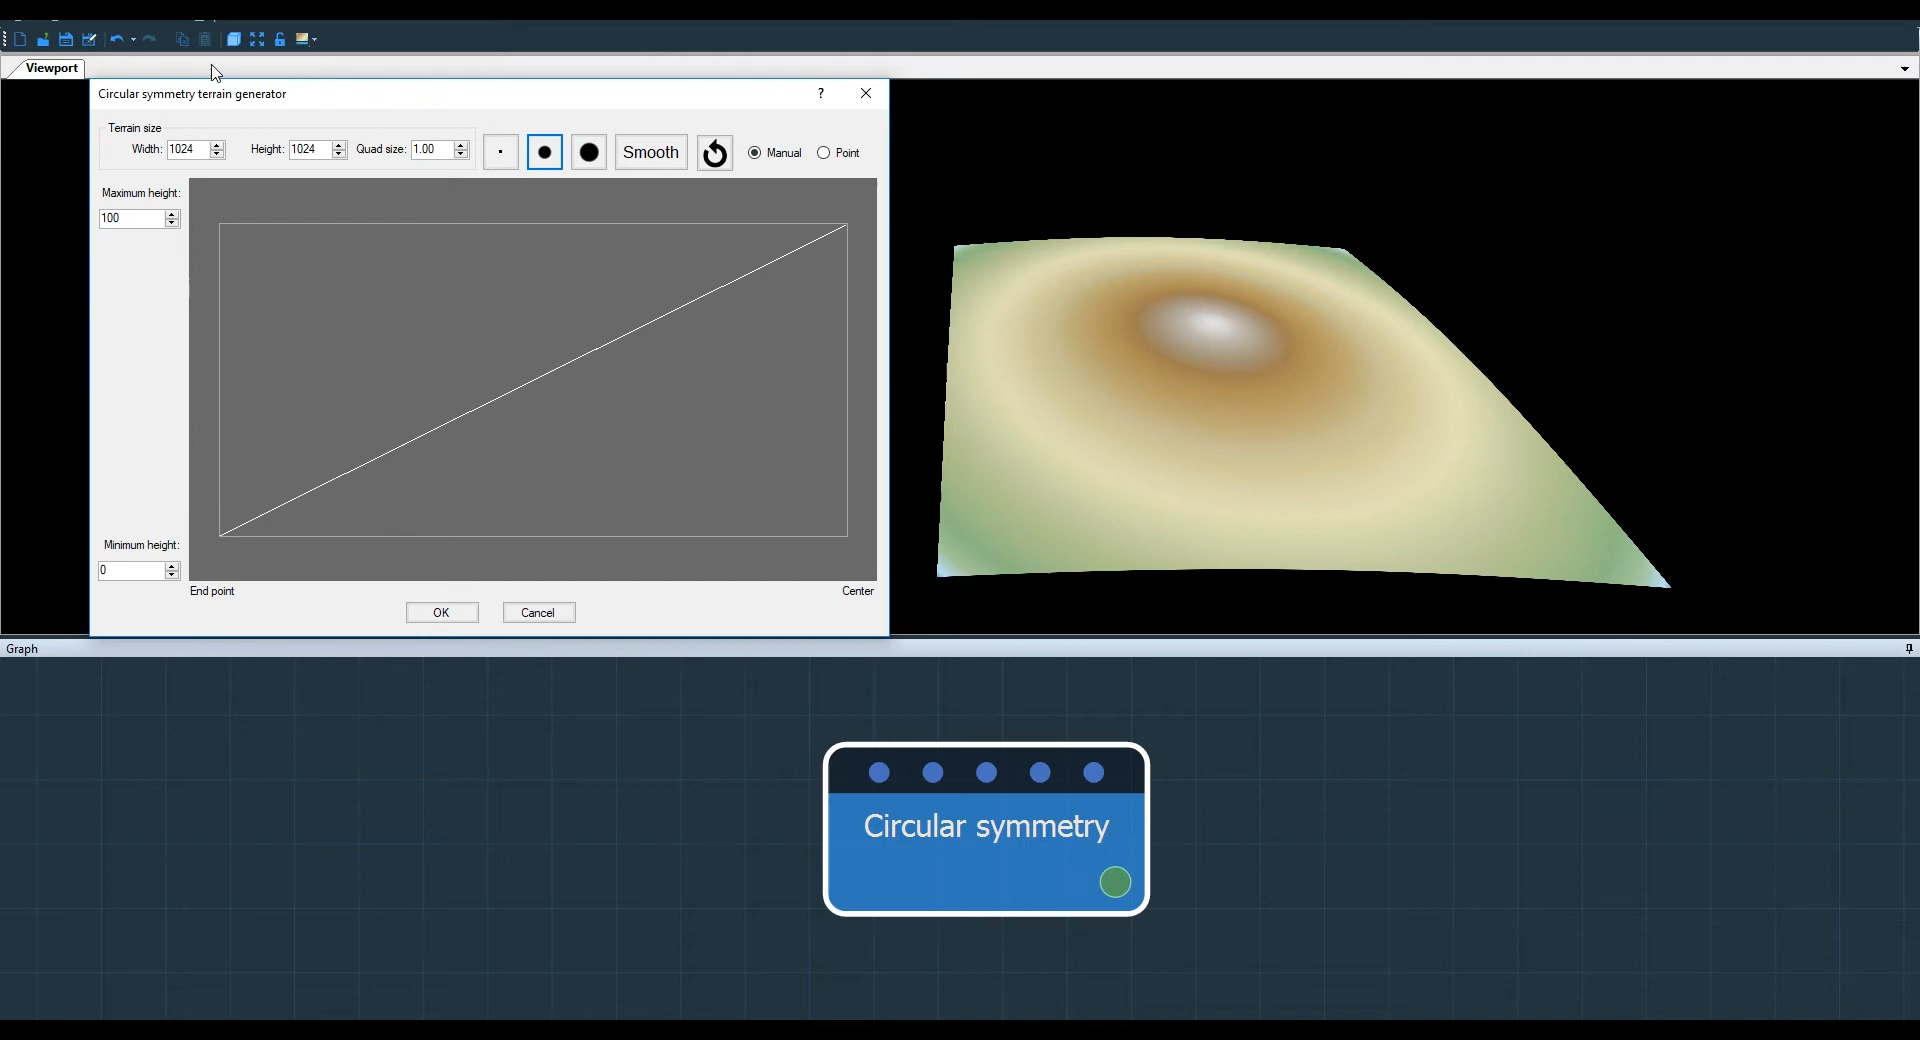 Viewport
Circular symmetry terrain generator
?
Terrain size
Width: 1024 Height: 1024 Quad size: 1.00
Smooth
Manual Point
Maximum height:
100
Minimum height:
0
End point
Center
OK Cancel
Graph
Circular symmetry